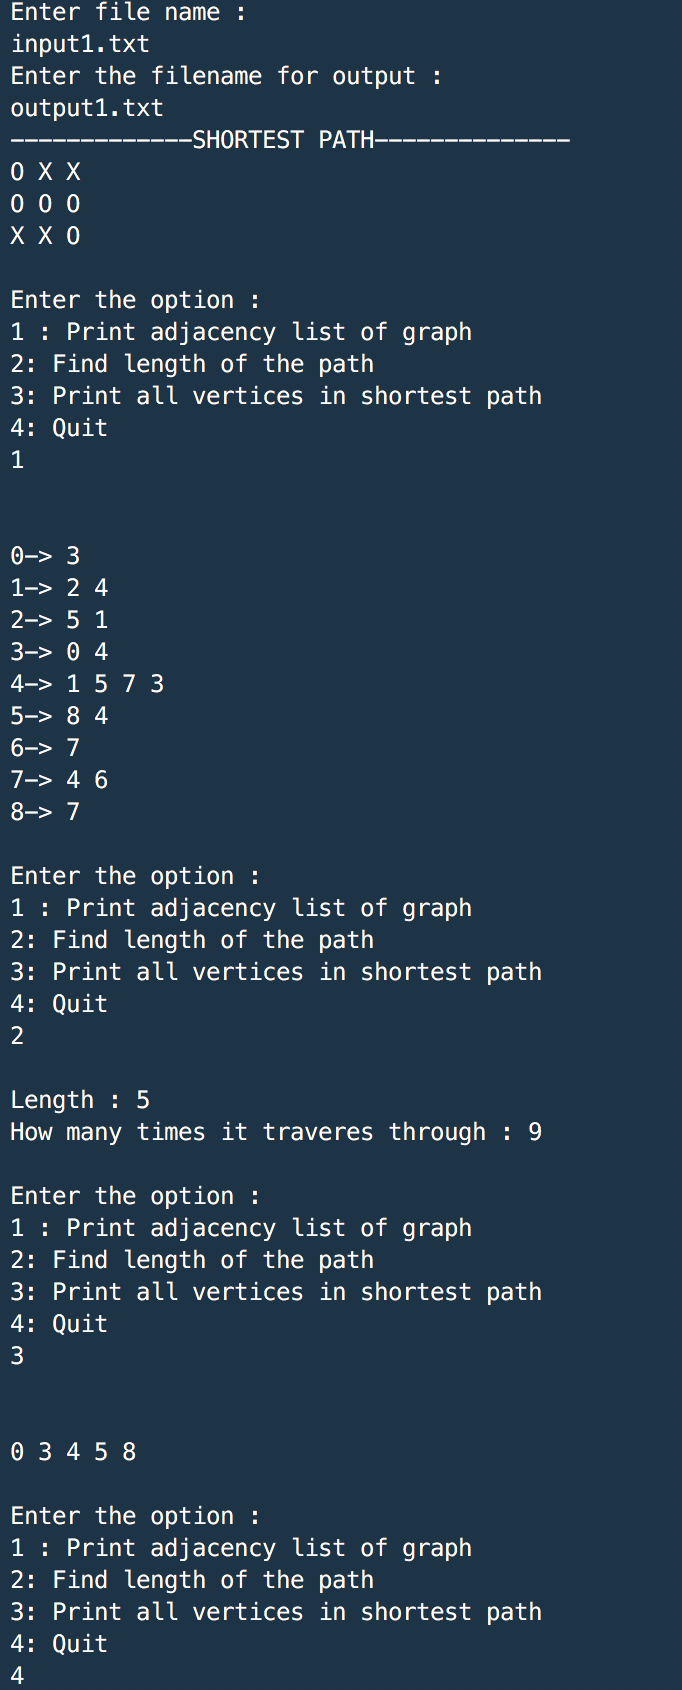 Enter file name :
input1.txt
Enter the filename for output :
output1.txt
-------------SHORTEST PATH--------------
O X X
O O O
X X O
Enter the option :
1 : Print adjacency list of graph
2: Find length of the path
3: Print all vertices in shortest path
4: Quit
1
0-> 3
1-> 2 4
2-> 5 1
3-> 0 4
4-> 1 5 7 3
5-> 8 4
6-> 7
7-> 4 6
8-> 7
Enter the option :
1 : Print adjacency list of graph
2: Find length of the path
3: Print all vertices in shortest path
4: Quit
2
Length : 5
How many times it traveres through : 9
Enter the option :
1 : Print adjacency list of graph
2: Find length of the path
3: Print all vertices in shortest path
4: Quit
3
0 3 4 5 8
Enter the option :
1 : Print adjacency list of graph
2: Find length of the path
3: Print all vertices in shortest path
4: Quit
4